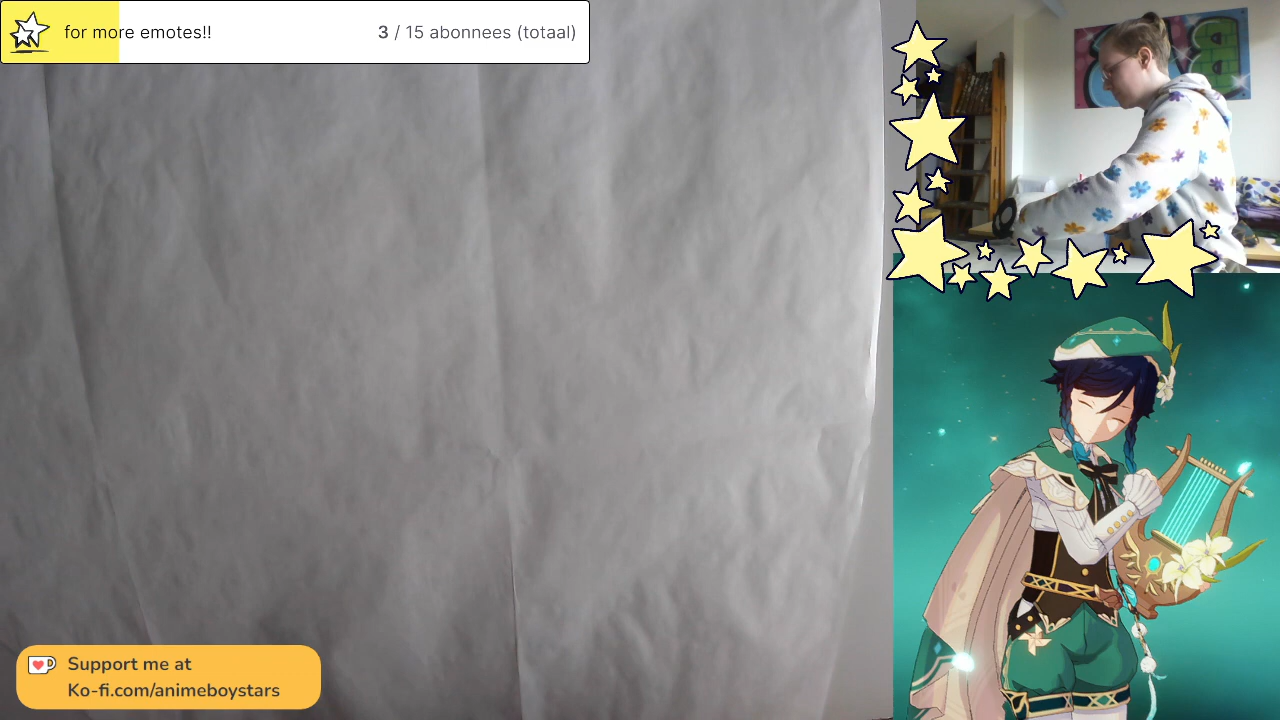 for more emotes!! 3 / 15 abonnees (totaal)
Support me at
Ko-fi.com/animeboystars